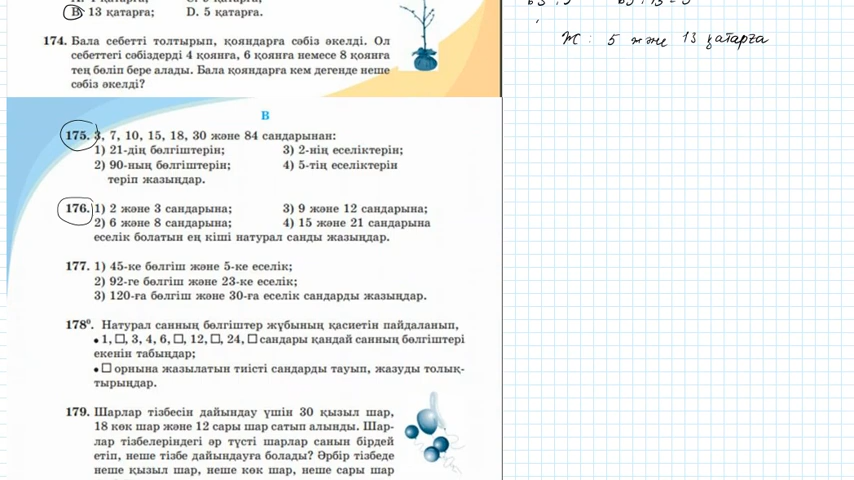 B. 13 қатарға; D. 5 қатарға.
174. Бала себетті толтырып, қояндарға сәбіз әкелді. Ол
себеттегі сәбіздерді 4 қоянға, 6 қоянға немесе 8 қоянға
тең бөліп бере алады. Бала қояндарға кем дегенде неше
сәбіз әкелді?
Ж: 5 және 13 қатарға
В
175. 3, 7, 10, 15, 18, 30 және 84 сандарынан:
1) 21-дің бөлгіштерін; 3) 2-нің еселіктерін;
2) 90-ның бөлгіштерін; 4) 5-тің еселіктерін
теріп жазыңдар.
176. 1) 2 және 3 сандарына; 3) 9 және 12 сандарына;
2) 6 және 8 сандарына; 4) 15 және 21 сандарына
еселік болатын ең кіші натурал санды жазыңдар.
177. 1) 45-ке бөлгіш және 5-ке еселік;
2) 92-ге бөлгіш және 23-ке еселік;
3) 120-ға бөлгіш және 30-ға еселік сандарды жазыңдар.
178⁰. Натурал санның бөлгіштер жұбының қасиетін пайдаланып,
• 1, □, 3, 4, 6, □, 12, □, 24, □ сандары қандай санның бөлгіштері
екенін табыңдар;
• □ орнына жазылатын тиісті сандарды тауып, жазуды толық-
тырыңдар.
179. Шарлар тізбесін дайындау үшін 30 қызыл шар,
18 көк шар және 12 сары шар сатып алынды. Шар-
лар тізбелеріндегі әр түсті шарлар санын бірдей
етіп, неше тізбе дайындауға болады? Әрбір тізбеде
неше қызыл шар, неше көк шар, неше сары шар